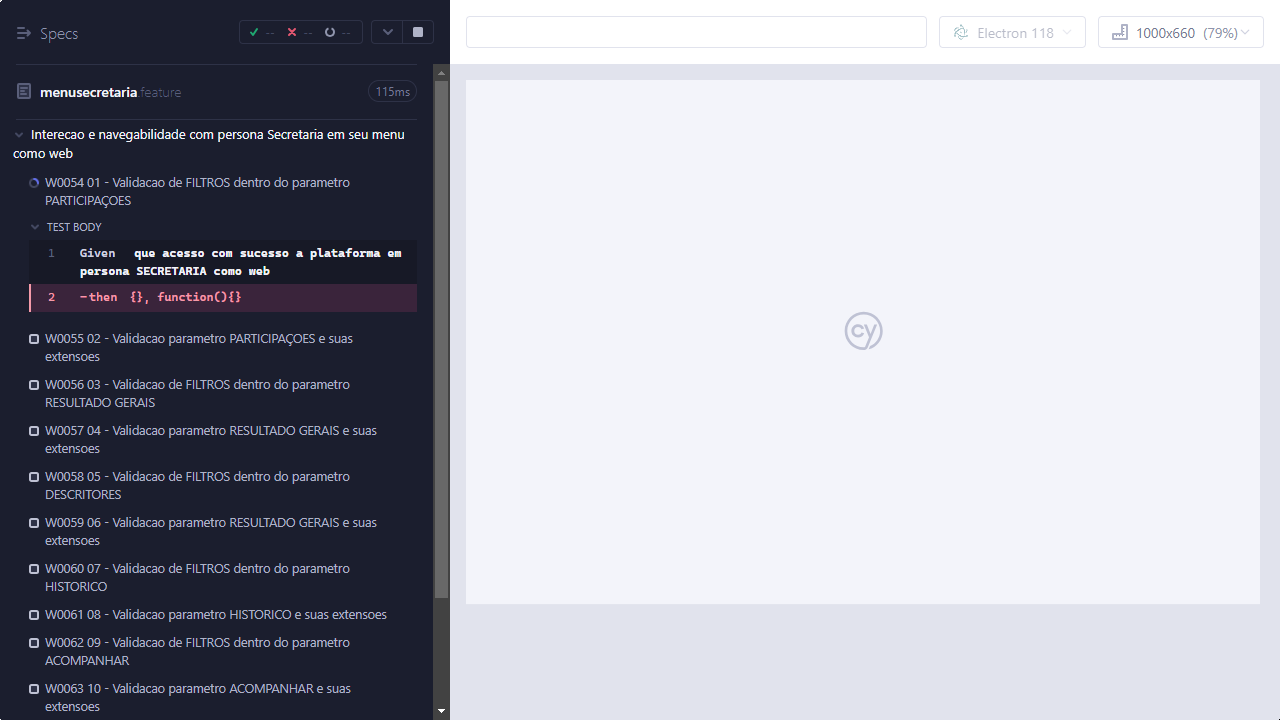 Specs
--
--
--
Electron 118
1000x660 (79%)
menusecretaria.feature
115ms
Interecao e navegabilidade com persona Secretaria em seu menu
como web
W0054 01 - Validacao de FILTROS dentro do parametro
PARTICIPAÇOES
TEST BODY
1 Given que acesso com sucesso a plataforma em
persona SECRETARIA como web
2 -then {}, function(){}
W0055 02 - Validacao parametro PARTICIPAÇOES e suas
extensoes
W0056 03 - Validacao de FILTROS dentro do parametro
RESULTADO GERAIS
W0057 04 - Validacao parametro RESULTADO GERAIS e suas
extensoes
W0058 05 - Validacao de FILTROS dentro do parametro
DESCRITORES
W0059 06 - Validacao parametro RESULTADO GERAIS e suas
extensoes
W0060 07 - Validacao de FILTROS dentro do parametro
HISTORICO
W0061 08 - Validacao parametro HISTORICO e suas extensoes
W0062 09 - Validacao de FILTROS dentro do parametro
ACOMPANHAR
W0063 10 - Validacao parametro ACOMPANHAR e suas
extensoes
cy